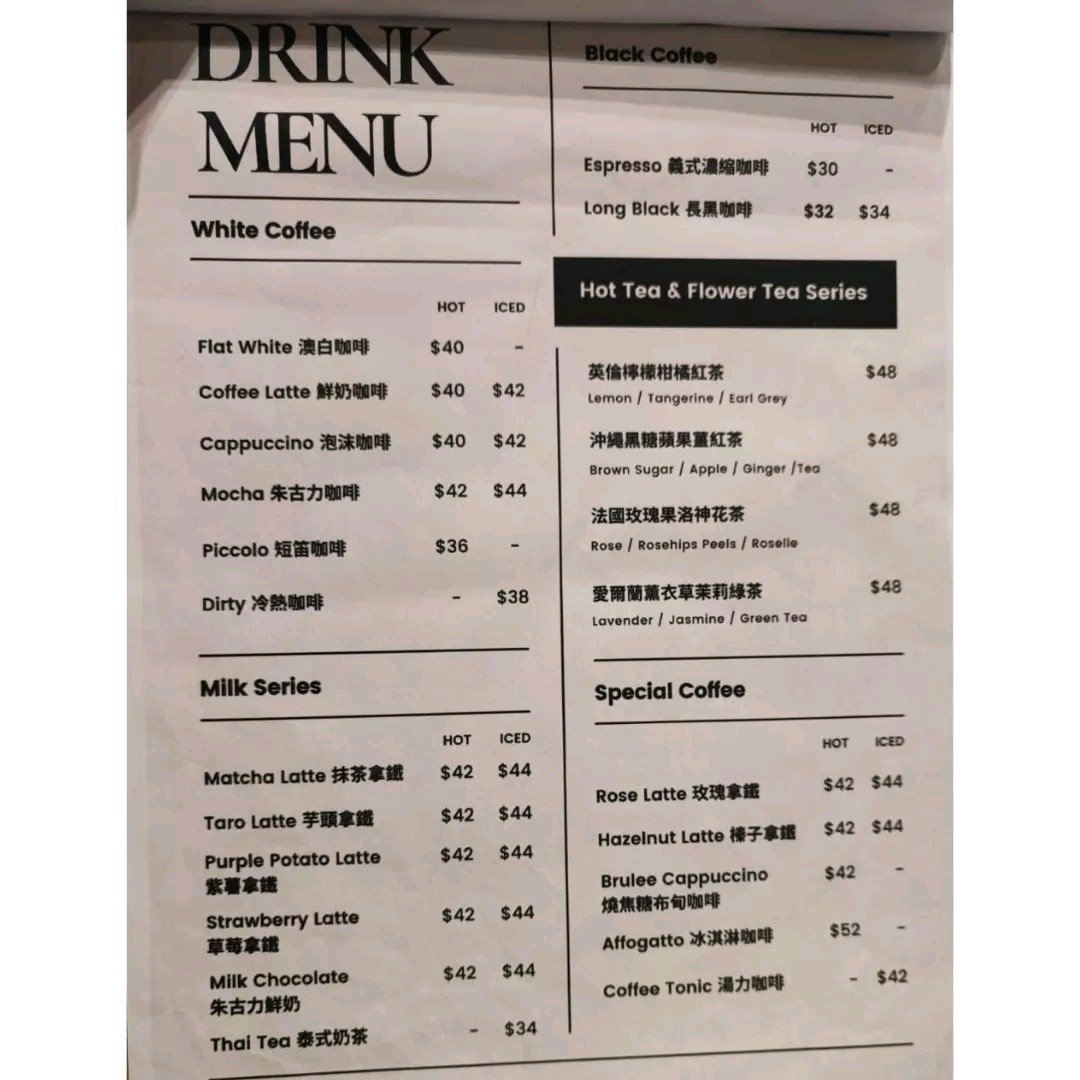 DRINK
MENU
White Coffee
HOT ICED
Flat White 澳白咖啡 $40 -
Coffee Latte 鮮奶咖啡 $40 $42
Cappuccino 泡沫咖啡 $40 $42
Mocha 朱古力咖啡 $42 $44
Piccolo 短笛咖啡 $36 -
Dirty 冷熱咖啡 - $38
Milk Series
HOT ICED
Matcha Latte 抹茶拿鐵 $42 $44
Taro Latte 芋頭拿鐵 $42 $44
Purple Potato Latte $42 $44
紫薯拿鐵
Strawberry Latte $42 $44
草莓拿鐵
Milk Chocolate $42 $44
朱古力鮮奶
Thai Tea 泰式奶茶 - $34
Black Coffee
HOT ICED
Espresso 義式濃縮咖啡 $30 -
Long Black 長黑咖啡 $32 $34
Hot Tea & Flower Tea Series
英倫檸檬柑橘紅茶 $48
Lemon / Tangerine / Earl Grey
沖繩黑糖蘋果薑紅茶 $48
Brown Sugar / Apple / Ginger /Tea
法國玫瑰果洛神花茶 $48
Rose / Rosehips Peels / Roselle
愛爾蘭薰衣草茉莉綠茶 $48
Lavender / Jasmine / Green Tea
Special Coffee
HOT ICED
Rose Latte 玫瑰拿鐵 $42 $44
Hazelnut Latte 榛子拿鐵 $42 $44
Brulee Cappuccino $42 -
燒焦糖布甸咖啡
Affogatto 冰淇淋咖啡 $52 -
Coffee Tonic 湯力咖啡 - $42